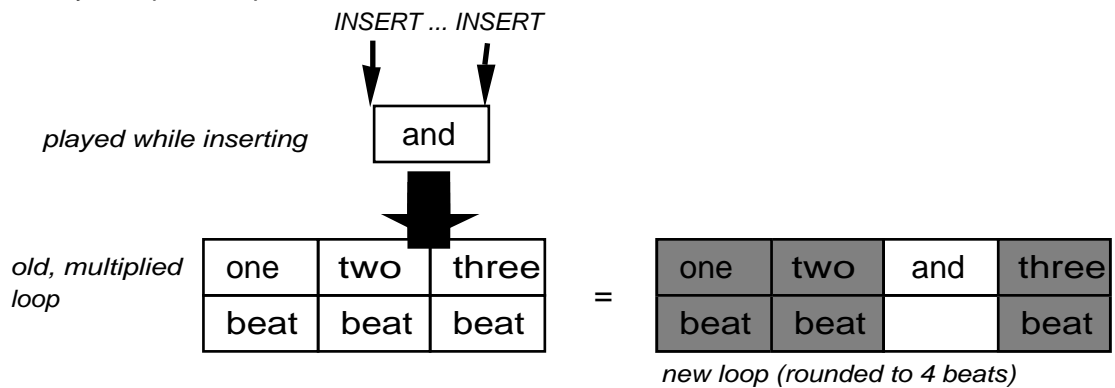 INSERT ... INSERT
played while inserting
and
old, multiplied
loop
one two three
beat beat beat
=
one two and three
beat beat beat
new loop (rounded to 4 beats)